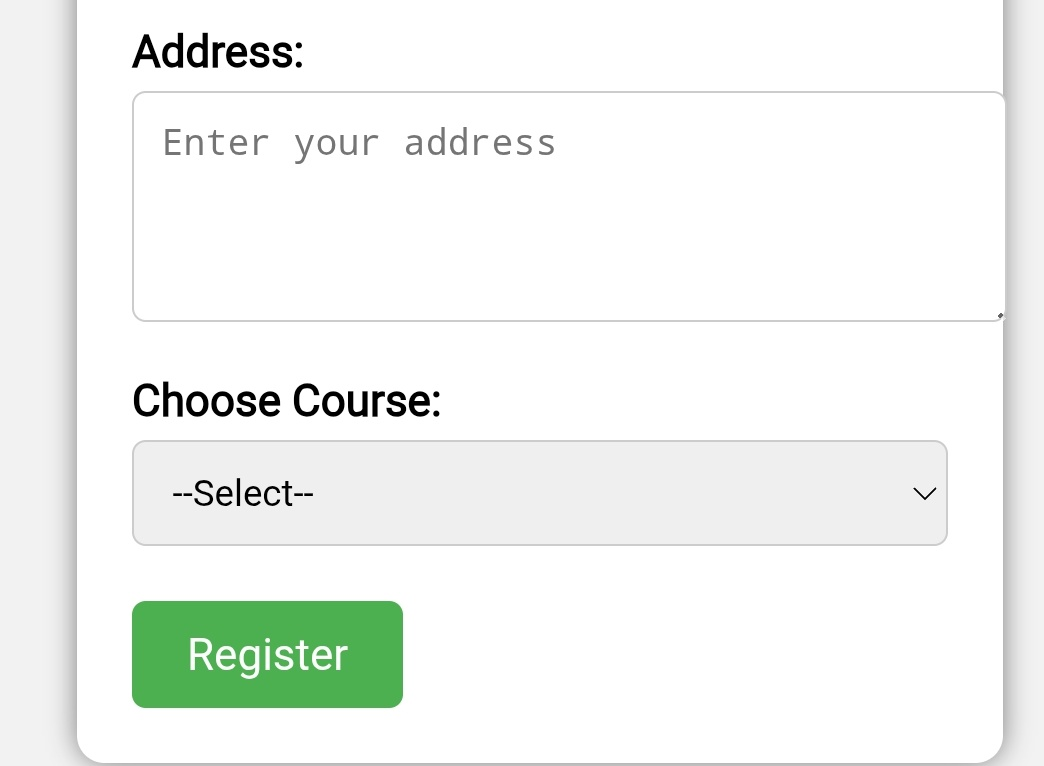 Address:
Enter your address
Choose Course:
--Select--
Register